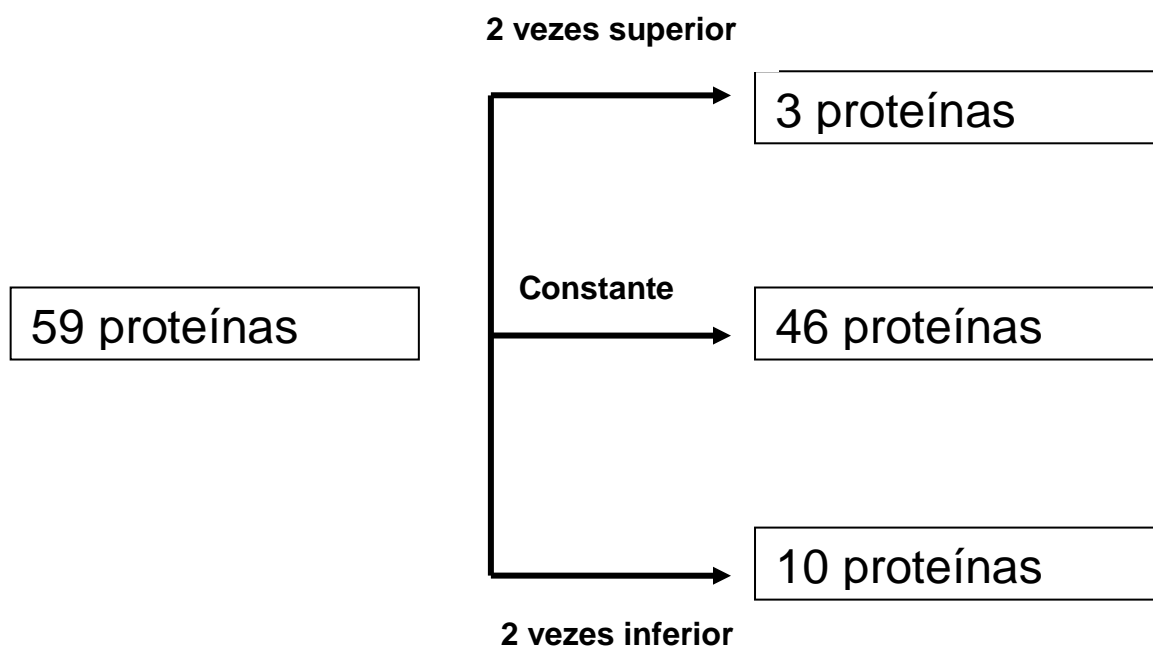 2 vezes superior
3 proteínas
Constante
59 proteínas
46 proteínas
10 proteínas
2 vezes inferior